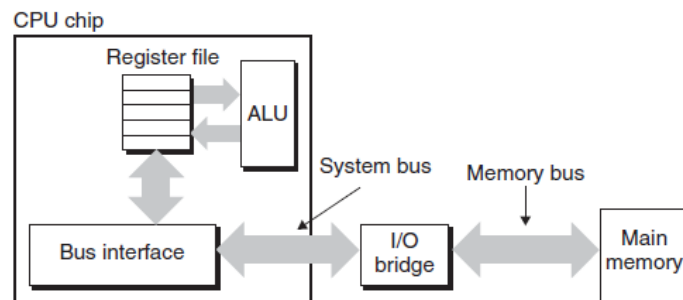 CPU chip
Register file
ALU
System bus
Memory bus
Bus interface
I/O
bridge
Main
memory